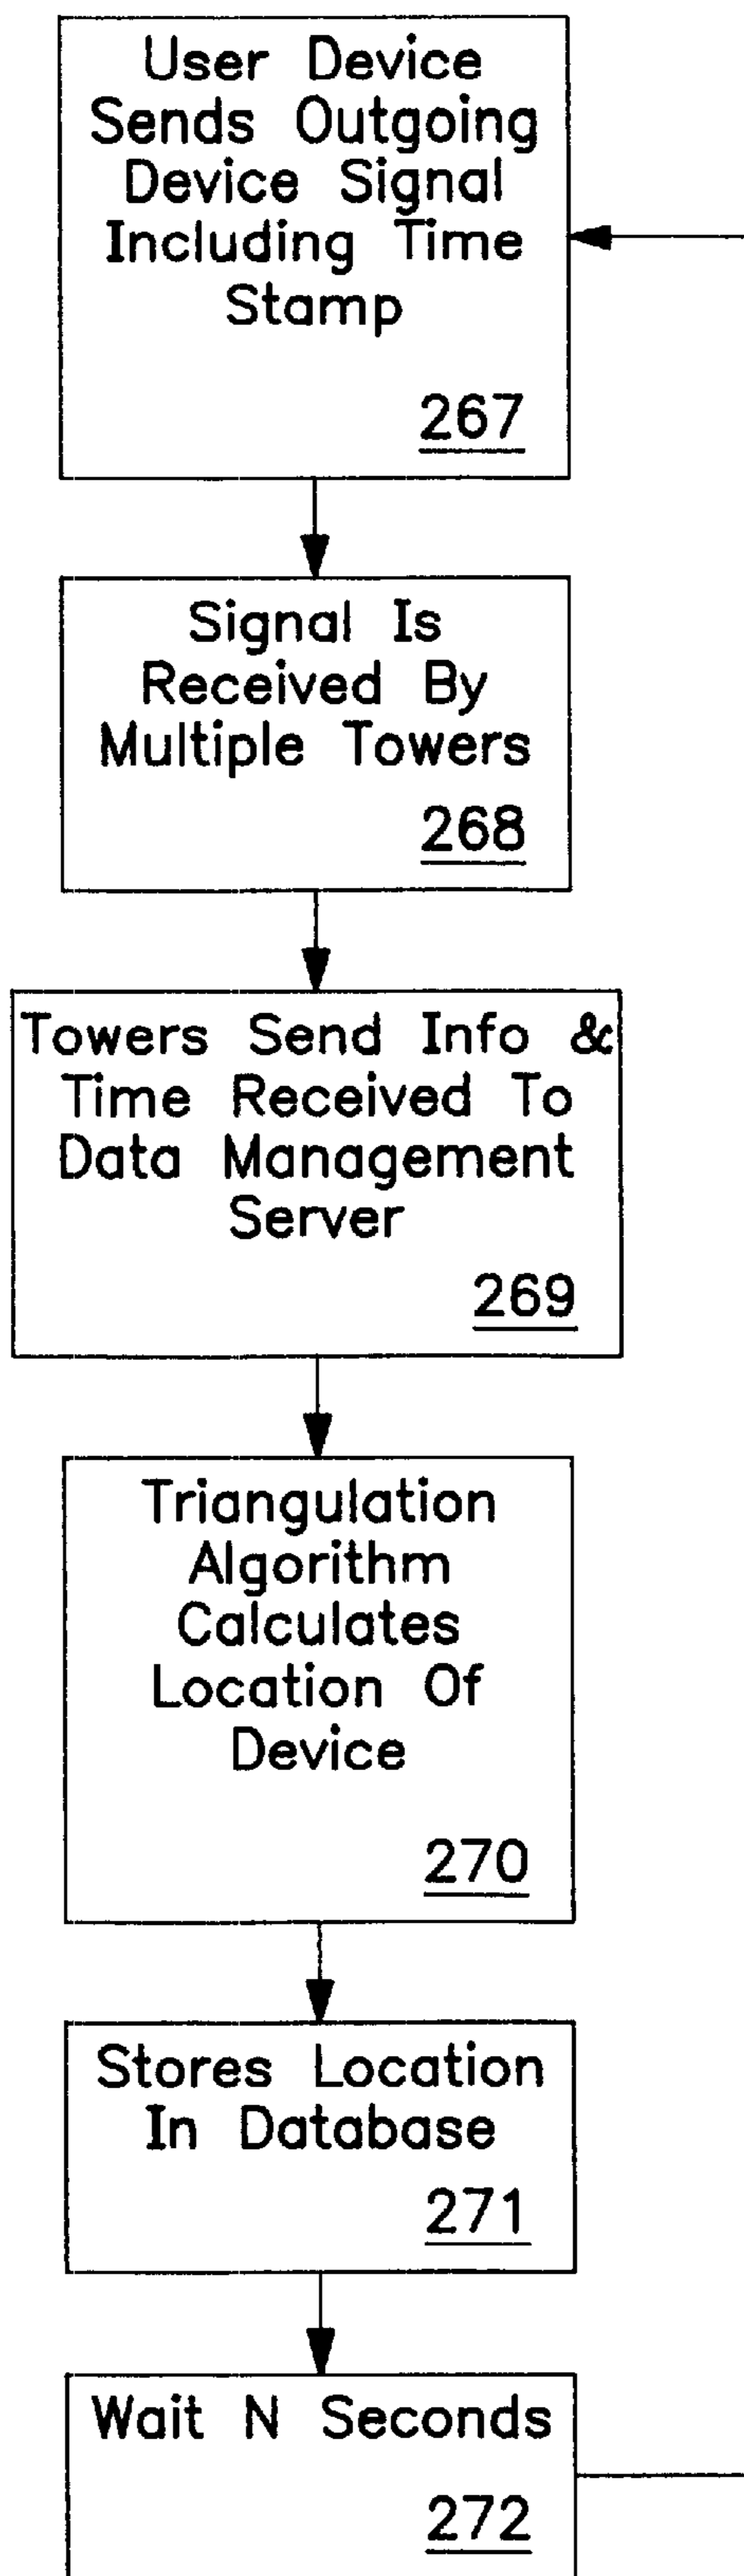 User Device
Sends Outgoing
Device Signal
Including Time
Stamp
267
Signal Is
Received By
Multiple Towers
268
Towers Send Info &
Time Received To
Data Management
Server
269
Triangulation
Algorithm
Calculates
Location Of
Device
270
Stores Location
In Database
271
Wait N Seconds
272